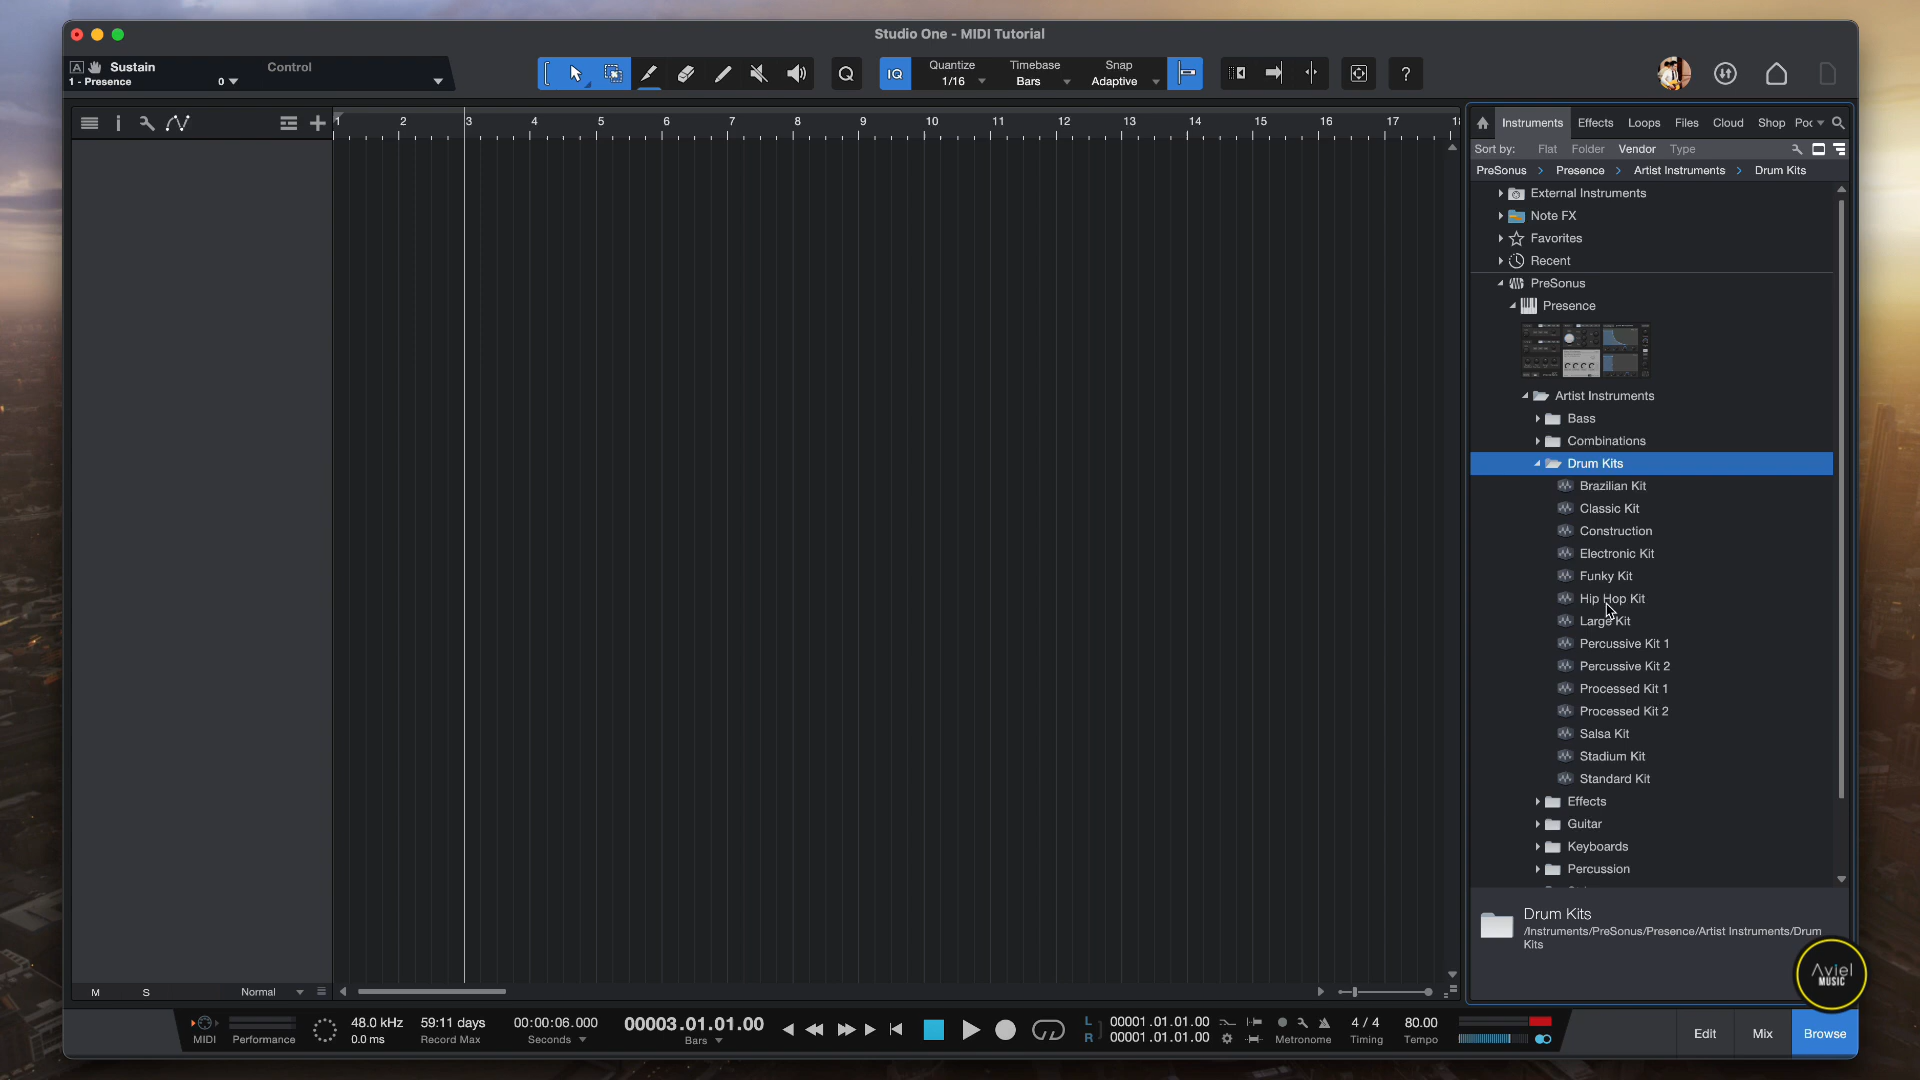 Studio One - MIDI Tutorial
A Sustain
1 - Presence
0
Control
Q
IQ
Quantize
1/16
Timebase
Bars
Snap
Adaptive
?
i
1 2 3 4 5 6 7 8 9 10 11 12 13 14 15 16 17
Instruments Effects Loops Files Cloud Shop Poc
Sort by: Flat Folder Vendor Type
PreSonus > Presence > Artist Instruments > Drum Kits
External Instruments
Note FX
Favorites
Recent
PreSonus
Presence
Artist Instruments
Bass
Combinations
Drum Kits
Brazilian Kit
Classic Kit
Construction
Electronic Kit
Funky Kit
Hip Hop Kit
Large Kit
Percussive Kit 1
Percussive Kit 2
Processed Kit 1
Processed Kit 2
Salsa Kit
Stadium Kit
Standard Kit
Effects
Guitar
Keyboards
Percussion
Drum Kits
/Instruments/PreSonus/Presence/Artist Instruments/Drum
Kits
Aviel
MUSIC
M S Normal
MIDI
Performance
48.0 kHz
0.0 ms
59:11 days
Record Max
00:00:06.000
Seconds
00003.01.01.00
Bars
L 00001.01.01.00
R 00001.01.01.00
Metronome
4 / 4
Timing
80.00
Tempo
Edit
Mix
Browse